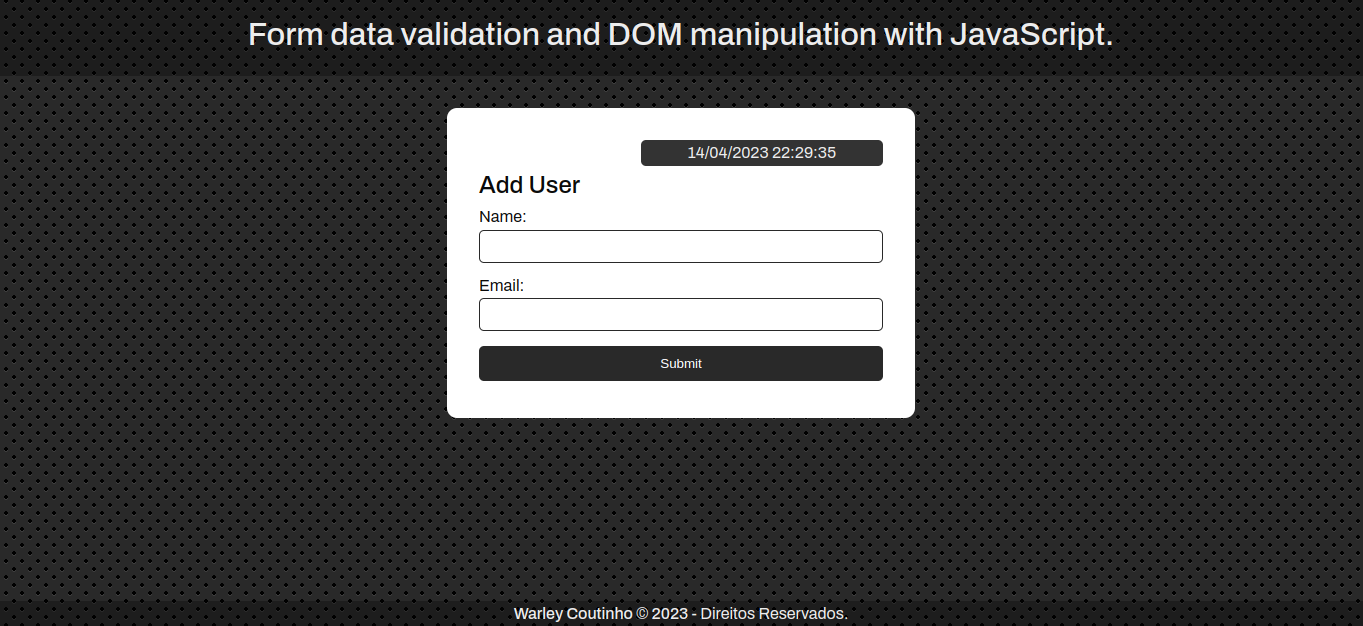 Form data validation and DOM manipulation with JavaScript.
14/04/2023 22:29:35
Add User
Name:
Email:
Submit
Warley Coutinho © 2023 - Direitos Reservados.